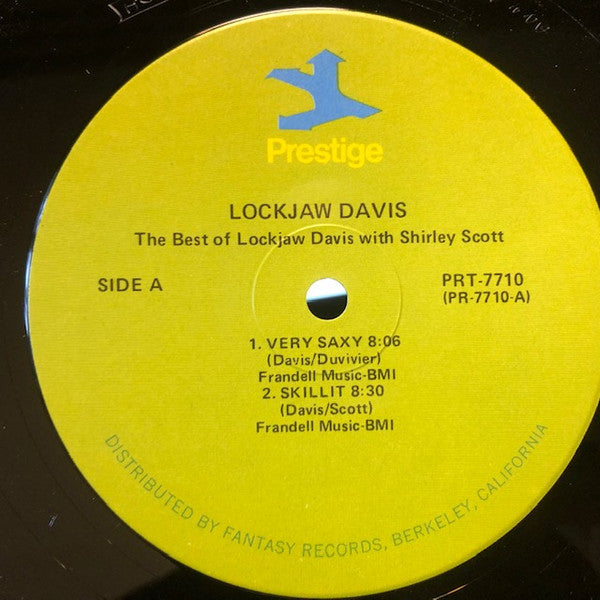 Prestige
LOCKJAW DAVIS
The Best of Lockjaw Davis with Shirley Scott
SIDE A
PRT-7710
(PR-7710-A)
1. VERY SAXY 8:06
(Davis/Duvivier)
Frandell Music-BMI
2. SKILLIT 8:30
(Davis/Scott)
Frandell Music-BMI
DISTRIBUTED BY FANTASY RECORDS, BERKELEY, CALIFORNIA